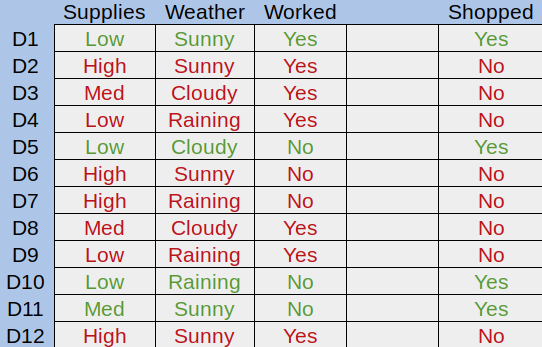 Supplies Weather Worked Shopped
D1 Low Sunny Yes Yes
D2 High Sunny Yes No
D3 Med Cloudy Yes No
D4 Low Raining Yes No
D5 Low Cloudy No Yes
D6 High Sunny No No
D7 High Raining No No
D8 Med Cloudy Yes No
D9 Low Raining Yes No
D10 Low Raining No Yes
D11 Med Sunny No Yes
D12 High Sunny Yes No